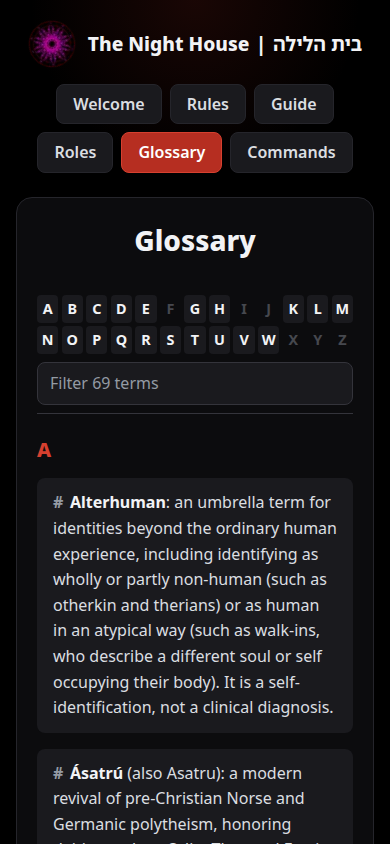 The Night House | בית הלילה
Welcome Rules Guide
Roles Glossary Commands
Glossary
A B C D E F G H I J K L M
N O P Q R S T U V W X Y Z
Filter 69 terms
A
# Alterhuman: an umbrella term for
identities beyond the ordinary human
experience, including identifying as
wholly or partly non-human (such as
otherkin and therians) or as human
in an atypical way (such as walk-ins,
who describe a different soul or self
occupying their body). It is a self-
identification, not a clinical diagnosis.
# Ásatrú (also Asatru): a modern
revival of pre-Christian Norse and
Germanic polytheism, honoring